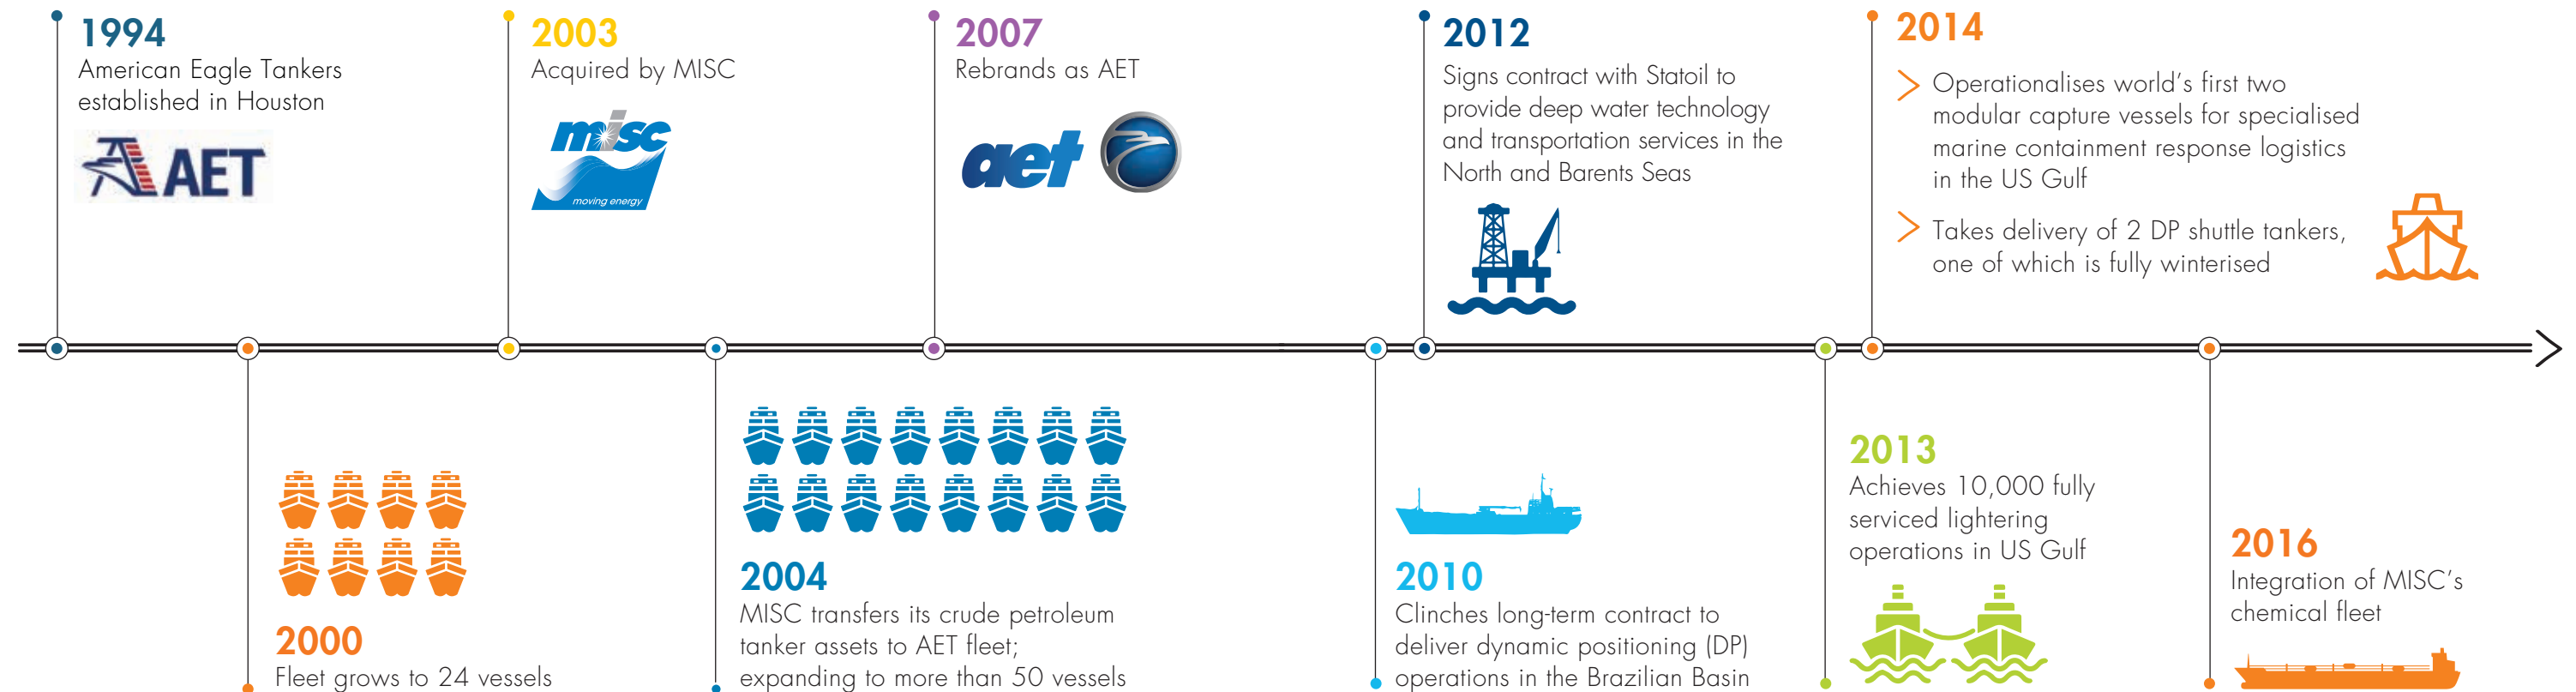 1994
American Eagle Tankers
established in Houston
AET
2003
Acquired by MISC
misc
moving energy
2007
Rebrands as AET
aet
2012
Signs contract with Statoil to
provide deep water technology
and transportation services in the
North and Barents Seas
2014
Operationalises world's first two
modular capture vessels for specialised
marine containment response logistics
in the US Gulf
Takes delivery of 2 DP shuttle tankers,
one of which is fully winterised
2000
Fleet grows to 24 vessels
2004
MISC transfers its crude petroleum
tanker assets to AET fleet;
expanding to more than 50 vessels
2010
Clinches long-term contract to
deliver dynamic positioning (DP)
operations in the Brazilian Basin
2013
Achieves 10,000 fully
serviced lightering
operations in US Gulf
2016
Integration of MISC's
chemical fleet